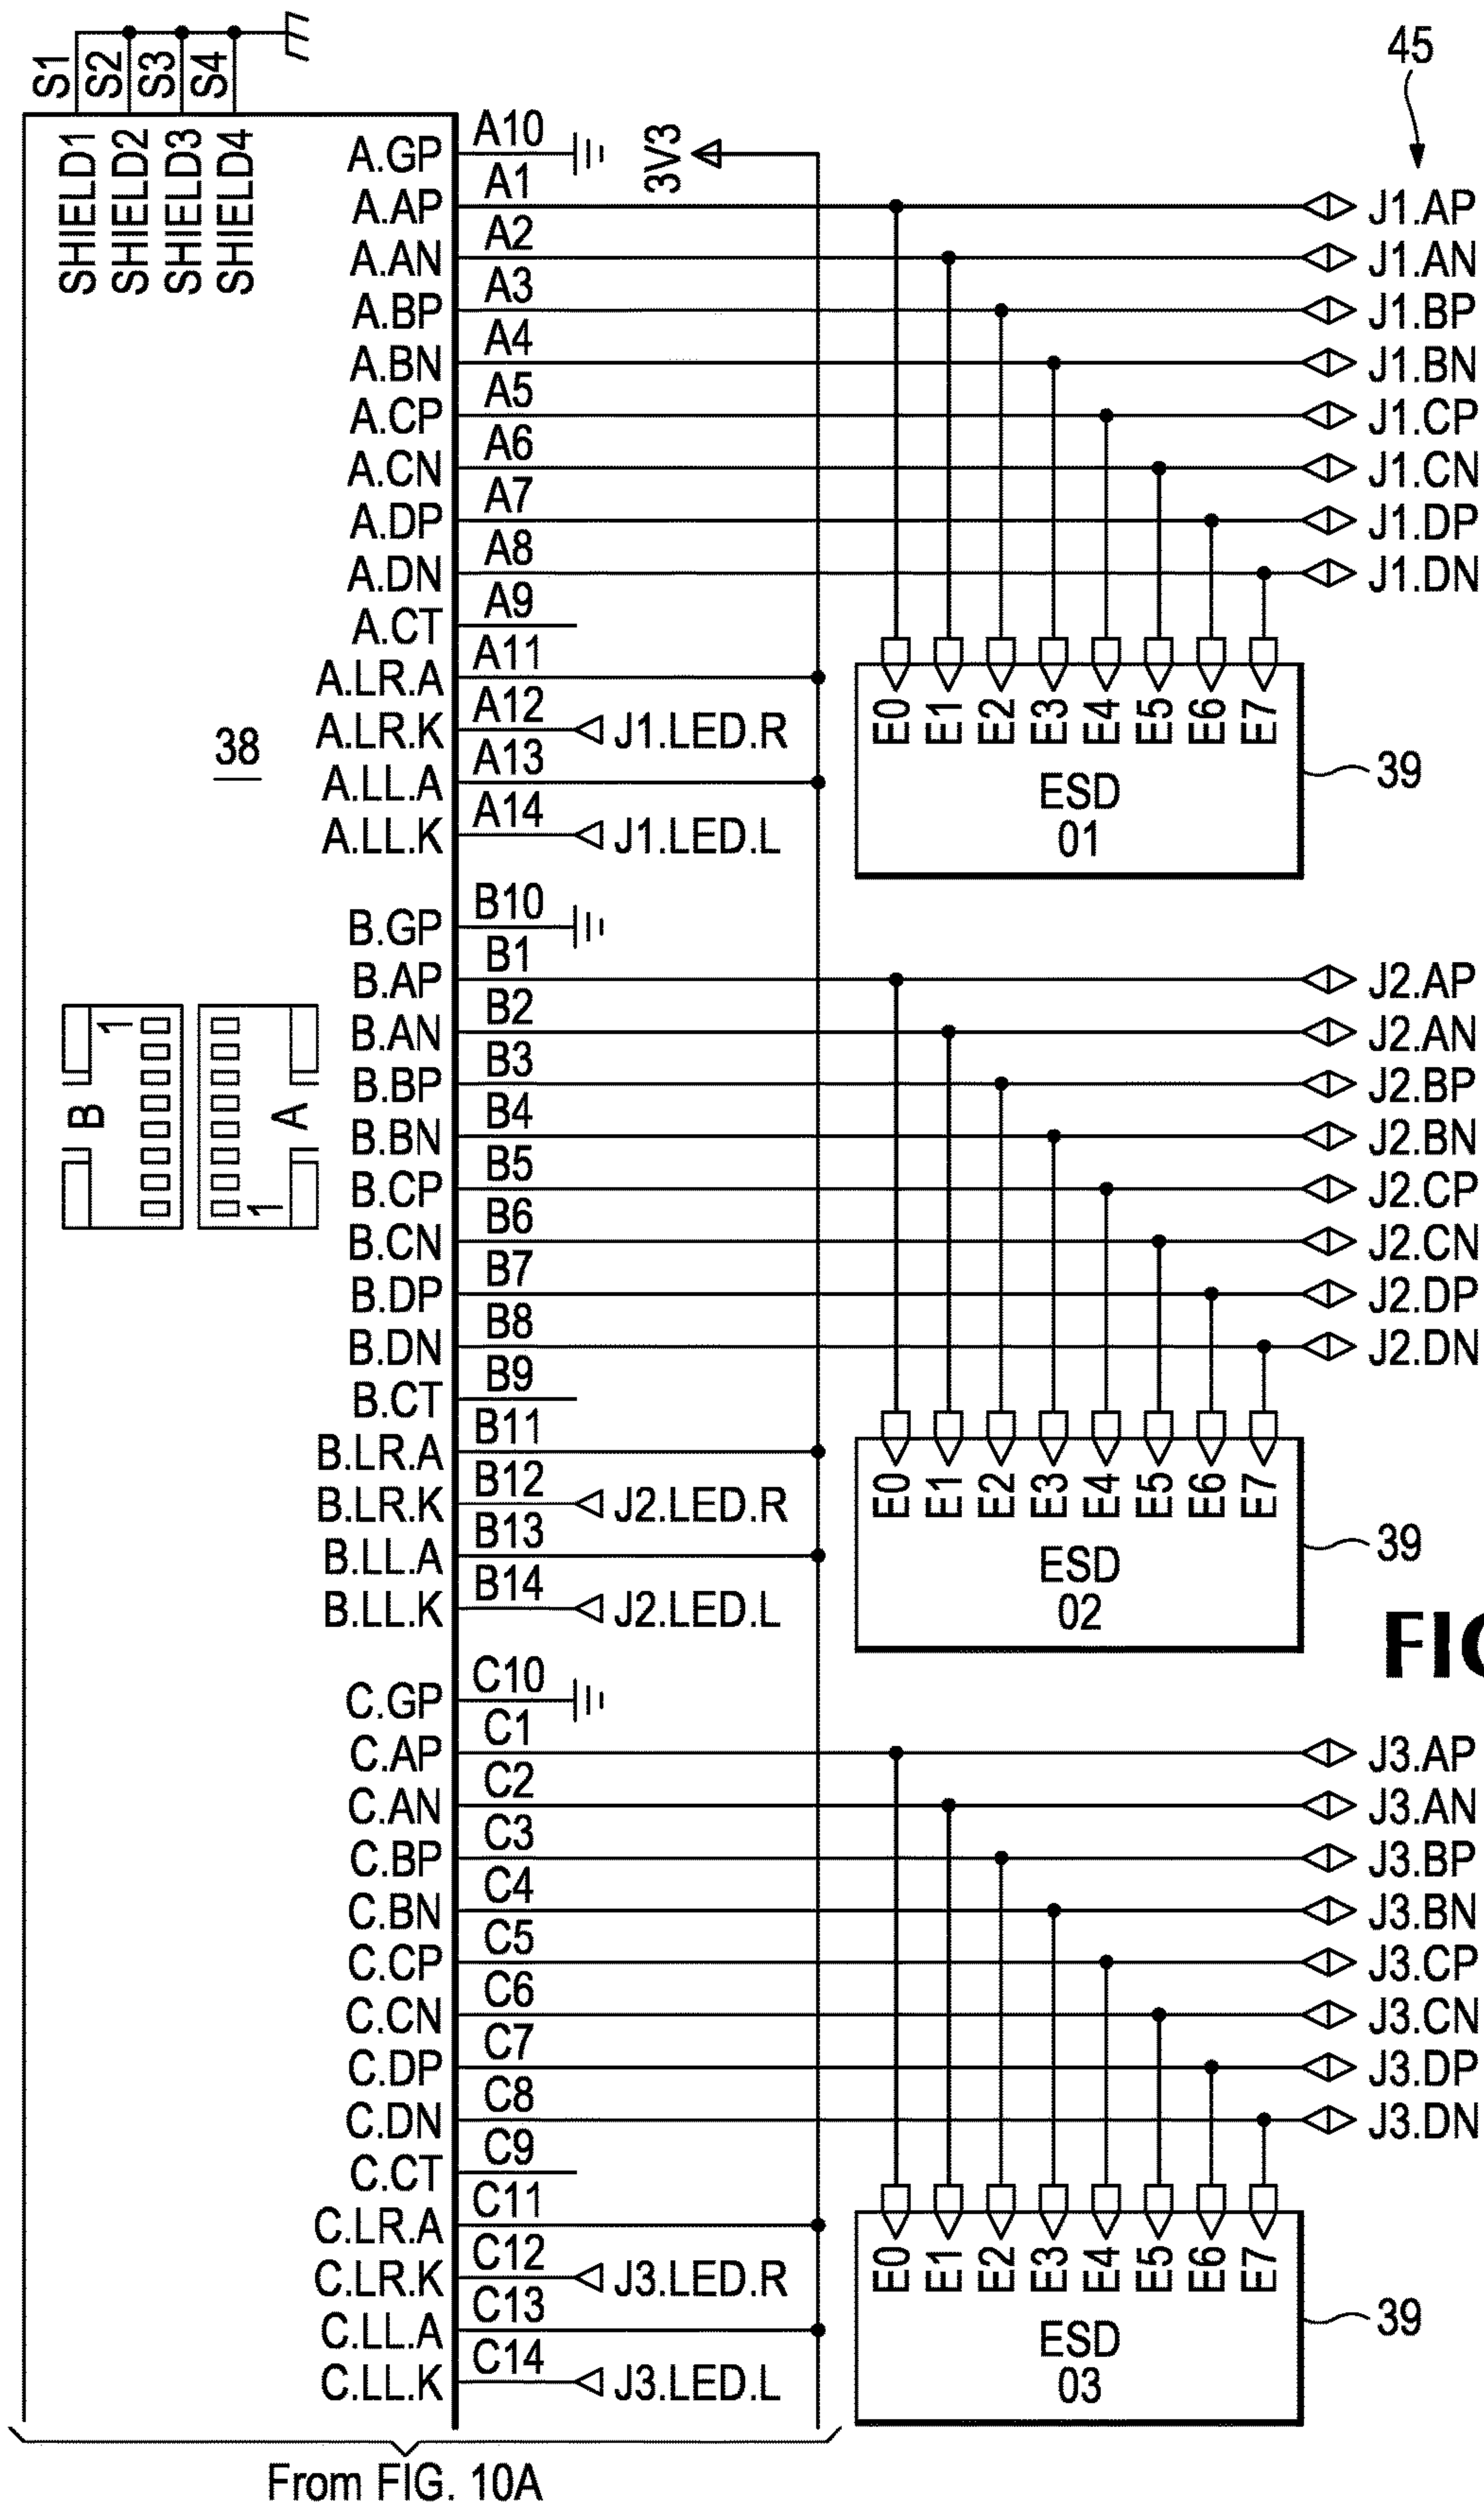 S1 S2 S3 S4
SHIELD1 SHIELD2 SHIELD3 SHIELD4
45
3V3
A.GP A10
A.AP A1 J1.AP
A.AN A2 J1.AN
A.BP A3 J1.BP
A.BN A4 J1.BN
A.CP A5 J1.CP
A.CN A6 J1.CN
A.DP A7 J1.DP
A.DN A8 J1.DN
A.CT A9
A.LR.A A11
A.LR.K A12 J1.LED.R
A.LL.A A13
A.LL.K A14 J1.LED.L
E0 E1 E2 E3 E4 E5 E6 E7
ESD
01
39
38
B.GP B10
B.AP B1 J2.AP
B.AN B2 J2.AN
B.BP B3 J2.BP
B.BN B4 J2.BN
B.CP B5 J2.CP
B.CN B6 J2.CN
B.DP B7 J2.DP
B.DN B8 J2.DN
B.CT B9
B.LR.A B11
B.LR.K B12 J2.LED.R
B.LL.A B13
B.LL.K B14 J2.LED.L
1
B A
1
E0 E1 E2 E3 E4 E5 E6 E7
ESD
02
39
C.GP C10
C.AP C1 J3.AP
C.AN C2 J3.AN
C.BP C3 J3.BP
C.BN C4 J3.BN
C.CP C5 J3.CP
C.CN C6 J3.CN
C.DP C7 J3.DP
C.DN C8 J3.DN
C.CT C9
C.LR.A C11
C.LR.K C12 J3.LED.R
C.LL.A C13
C.LL.K C14 J3.LED.L
E0 E1 E2 E3 E4 E5 E6 E7
ESD
03
39
From FIG. 10A